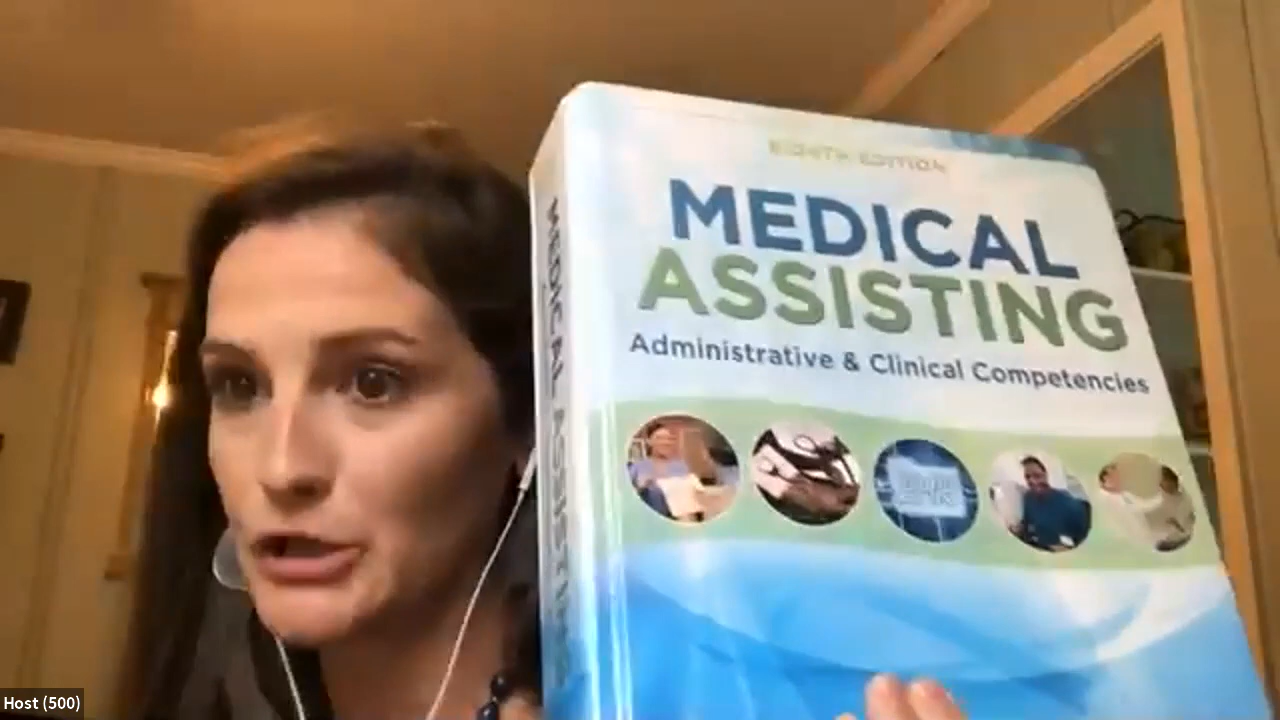 EIGHTH EDITION
MEDICAL
ASSISTING
Administrative & Clinical Competencies
MEDICAL ASSISTING
Host (500)